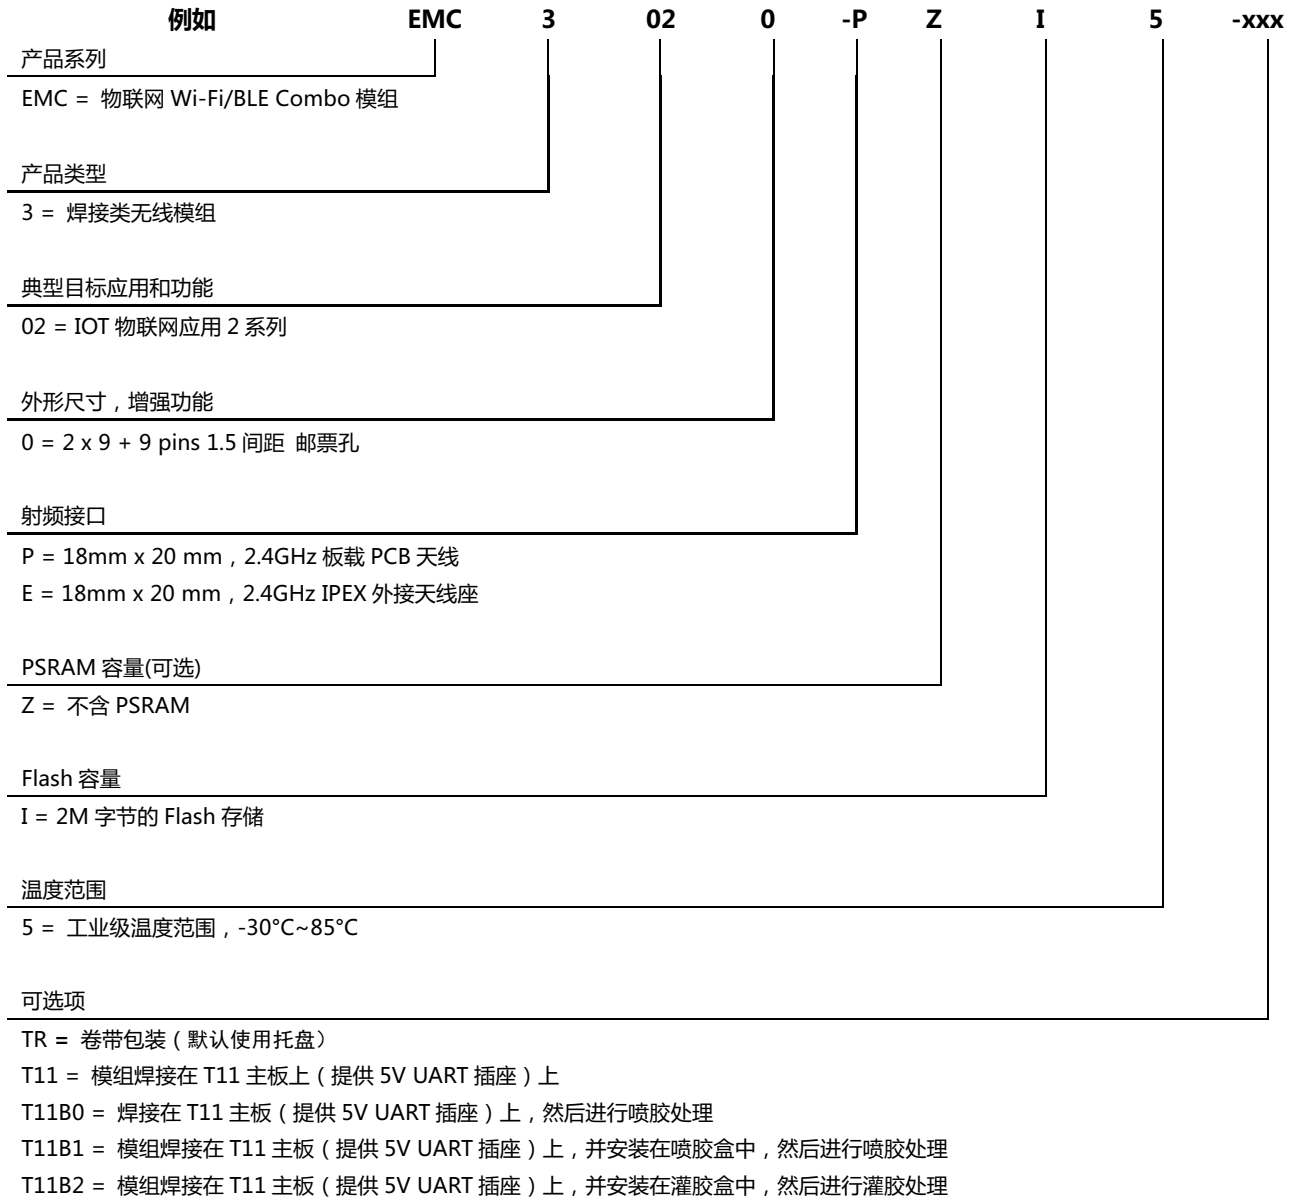 例如 EMC 3 02 0 -P Z I 5 -xxx
产品系列
EMC = 物联网 Wi-Fi/BLE Combo 模组
产品类型
3 = 焊接类无线模组
典型目标应用和功能
02 = IOT 物联网应用 2 系列
外形尺寸，增强功能
0 = 2 x 9 + 9 pins 1.5 间距 邮票孔
射频接口
P = 18mm x 20 mm，2.4GHz 板载 PCB 天线
E = 18mm x 20 mm，2.4GHz IPEX 外接天线座
PSRAM 容量(可选)
Z = 不含 PSRAM
Flash 容量
I = 2M 字节的 Flash 存储
温度范围
5 = 工业级温度范围，-30°C~85°C
可选项
TR = 卷带包装（默认使用托盘）
T11 = 模组焊接在 T11 主板上（提供 5V UART 插座）上
T11B0 = 焊接在 T11 主板（提供 5V UART 插座）上，然后进行喷胶处理
T11B1 = 模组焊接在 T11 主板（提供 5V UART 插座）上，并安装在喷胶盒中，然后进行喷胶处理
T11B2 = 模组焊接在 T11 主板（提供 5V UART 插座）上，并安装在灌胶盒中，然后进行灌胶处理